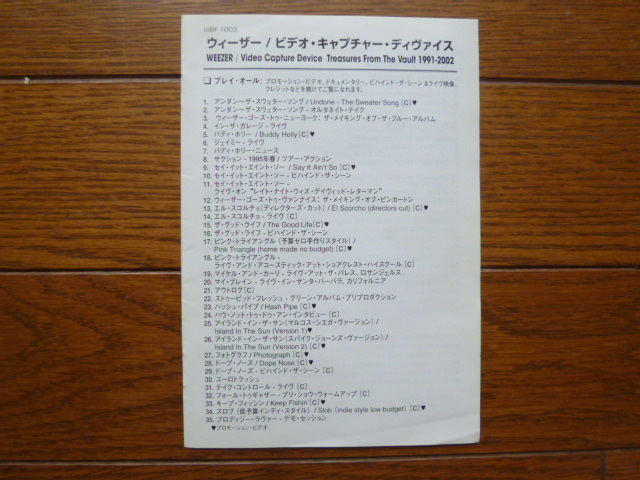 UBF-1003
ウィーザー / ビデオ・キャプチャー・ディヴァイス
WEEZER / Video Capture Device Treasures From The Vault 1991-2002
❏ プレイ・オール： プロモーション・ビデオ、ドキュメンタリー、ビハインド・ザ・シーン＆ライヴ映像、
クレジットなどを続けてご覧になれます。
1. アンダン〜ザ・スウェター・ソング / Undone - The Sweater Song [C] ♥
2. アンダン〜ザ・スウェター・ソング - オルタネイト・テイク
3. ウィーザー・ゴーズ・トゥ・ニューヨーク： ザ・メイキング・オブ・ザ・ブルー・アルバム
4. イン・ザ・ガレージ - ライヴ
5. バディ・ホリー / Buddy Holly [C] ♥
6. ジェイミー - ライヴ
7. バディ・ホリー - ニュース
8. サクション - 1995年春 / ツアー・アクション
9. セイ・イット・エイント・ソー / Say It Ain't So [C] ♥
10. セイ・イット・エイント・ソー - ビハインド・ザ・シーン
11. セイ・イット・エイント・ソー -
ライヴ・オン "レイト・ナイト・ウィズ・デイヴィッド・レターマン"
12. ウィーザー・ゴーズ・トゥ・ヴァンナイス： ザ・メイキング・オブ・ピンカートン
13. エル・スコルチョ (ディレクターズ・カット) / El Scorcho (directors cut) [C] ♥
14. エル・スコルチョ - ライヴ [C]
15. ザ・グッド・ライフ / The Good Life [C] ♥
16. ザ・グッド・ライフ - ビハインド・ザ・シーン
17. ピンク・トライアングル (予算ゼロ手作りスタイル) /
Pink Triangle (home made no budget) [C] ♥
18. ピンク・トライアングル -
ライヴ・アンド・アコースティック・アット・ショアクレスト・ハイスクール [C]
19. マイケル・アンド・カーリ - ライヴ・アット・ザ・パレス、ロサンジェルス
20. マイ・ブレイン - ライヴ・イン・サンタ・バーバラ、カリフォルニア
21. アウトログ [C]
22. ストゥーピッド・フレッシュ・グリーン・アルバム・プリプロダクション
23. ハッシュ・パイプ / Hash Pipe [C] ♥
24. ハウ・ノット・トゥ・ドゥ・アン・インタビュー [C]
25. アイランド・イン・ザ・サン (マルコス・シエガ・ヴァージョン) /
Island In The Sun (Version 1) ♥
26. アイランド・イン・ザ・サン (スパイク・ジョーンズ・ヴァージョン) /
Island In The Sun (Version 2) [C] ♥
27. フォトグラフ / Photograph [C] ♥
28. ドープ・ノーズ / Dope Nose [C] ♥
29. ドープ・ノーズ - ビハインド・ザ・シーン [C]
30. ユーロトラッシュ
31. テイク・コントロール - ライヴ [C]
32. フォール・トゥギャザー - プリ・ショウ・ウォームアップ [C]
33. キープ・フィッシン / Keep Fishin' [C] ♥
34. スロブ (低予算インディ・スタイル) / Slob (indie style low budget) [C] ♥
35. プロディジー・ラヴァー - デモ・セッション
♥プロモーション・ビデオ